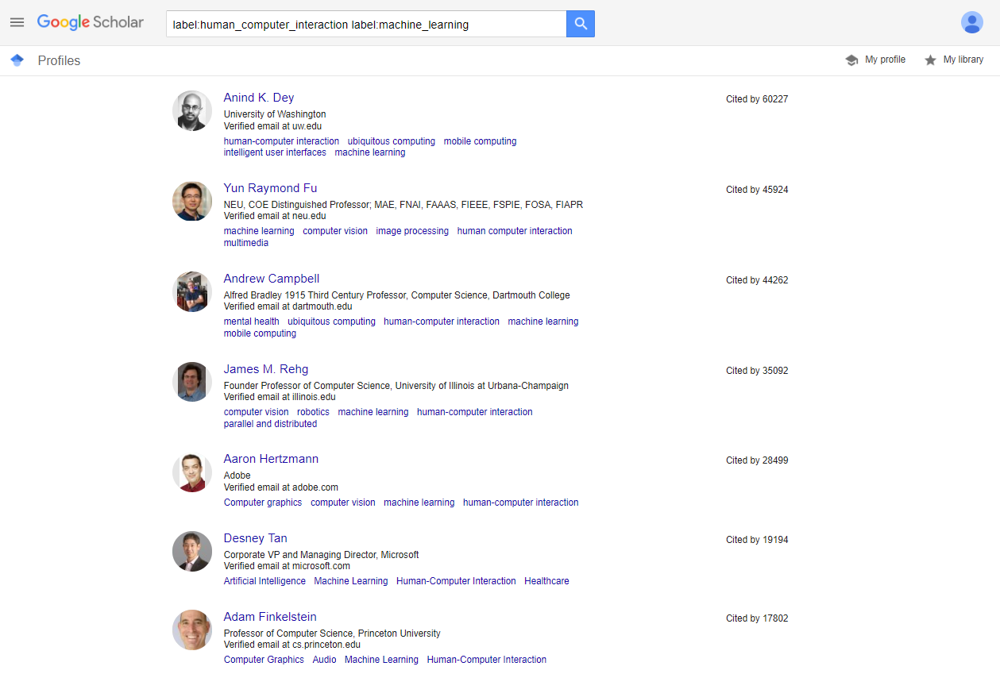 Google Scholar
label:human_computer_interaction label:machine_learning
Profiles
My profile
My library
Anind K. Dey
Cited by 60227
University of Washington
Verified email at uw.edu
human-computer interaction ubiquitous computing mobile computing
intelligent user interfaces machine learning
Yun Raymond Fu
Cited by 45924
NEU, COE Distinguished Professor; MAE, FNAI, FAAAS, FIEEE, FSPIE, FOSA, FIAPR
Verified email at neu.edu
machine learning computer vision image processing human computer interaction
multimedia
Andrew Campbell
Cited by 44262
Alfred Bradley 1915 Third Century Professor, Computer Science, Dartmouth College
Verified email at dartmouth.edu
mental health ubiquitous computing human-computer interaction machine learning
mobile computing
James M. Rehg
Cited by 35092
Founder Professor of Computer Science, University of Illinois at Urbana-Champaign
Verified email at illinois.edu
computer vision robotics machine learning human-computer interaction
parallel and distributed
Aaron Hertzmann
Cited by 28499
Adobe
Verified email at adobe.com
Computer graphics computer vision machine learning human-computer interaction
Desney Tan
Cited by 19194
Corporate VP and Managing Director, Microsoft
Verified email at microsoft.com
Artificial Intelligence Machine Learning Human-Computer Interaction Healthcare
Adam Finkelstein
Cited by 17802
Professor of Computer Science, Princeton University
Verified email at cs.princeton.edu
Computer Graphics Audio Machine Learning Human-Computer Interaction